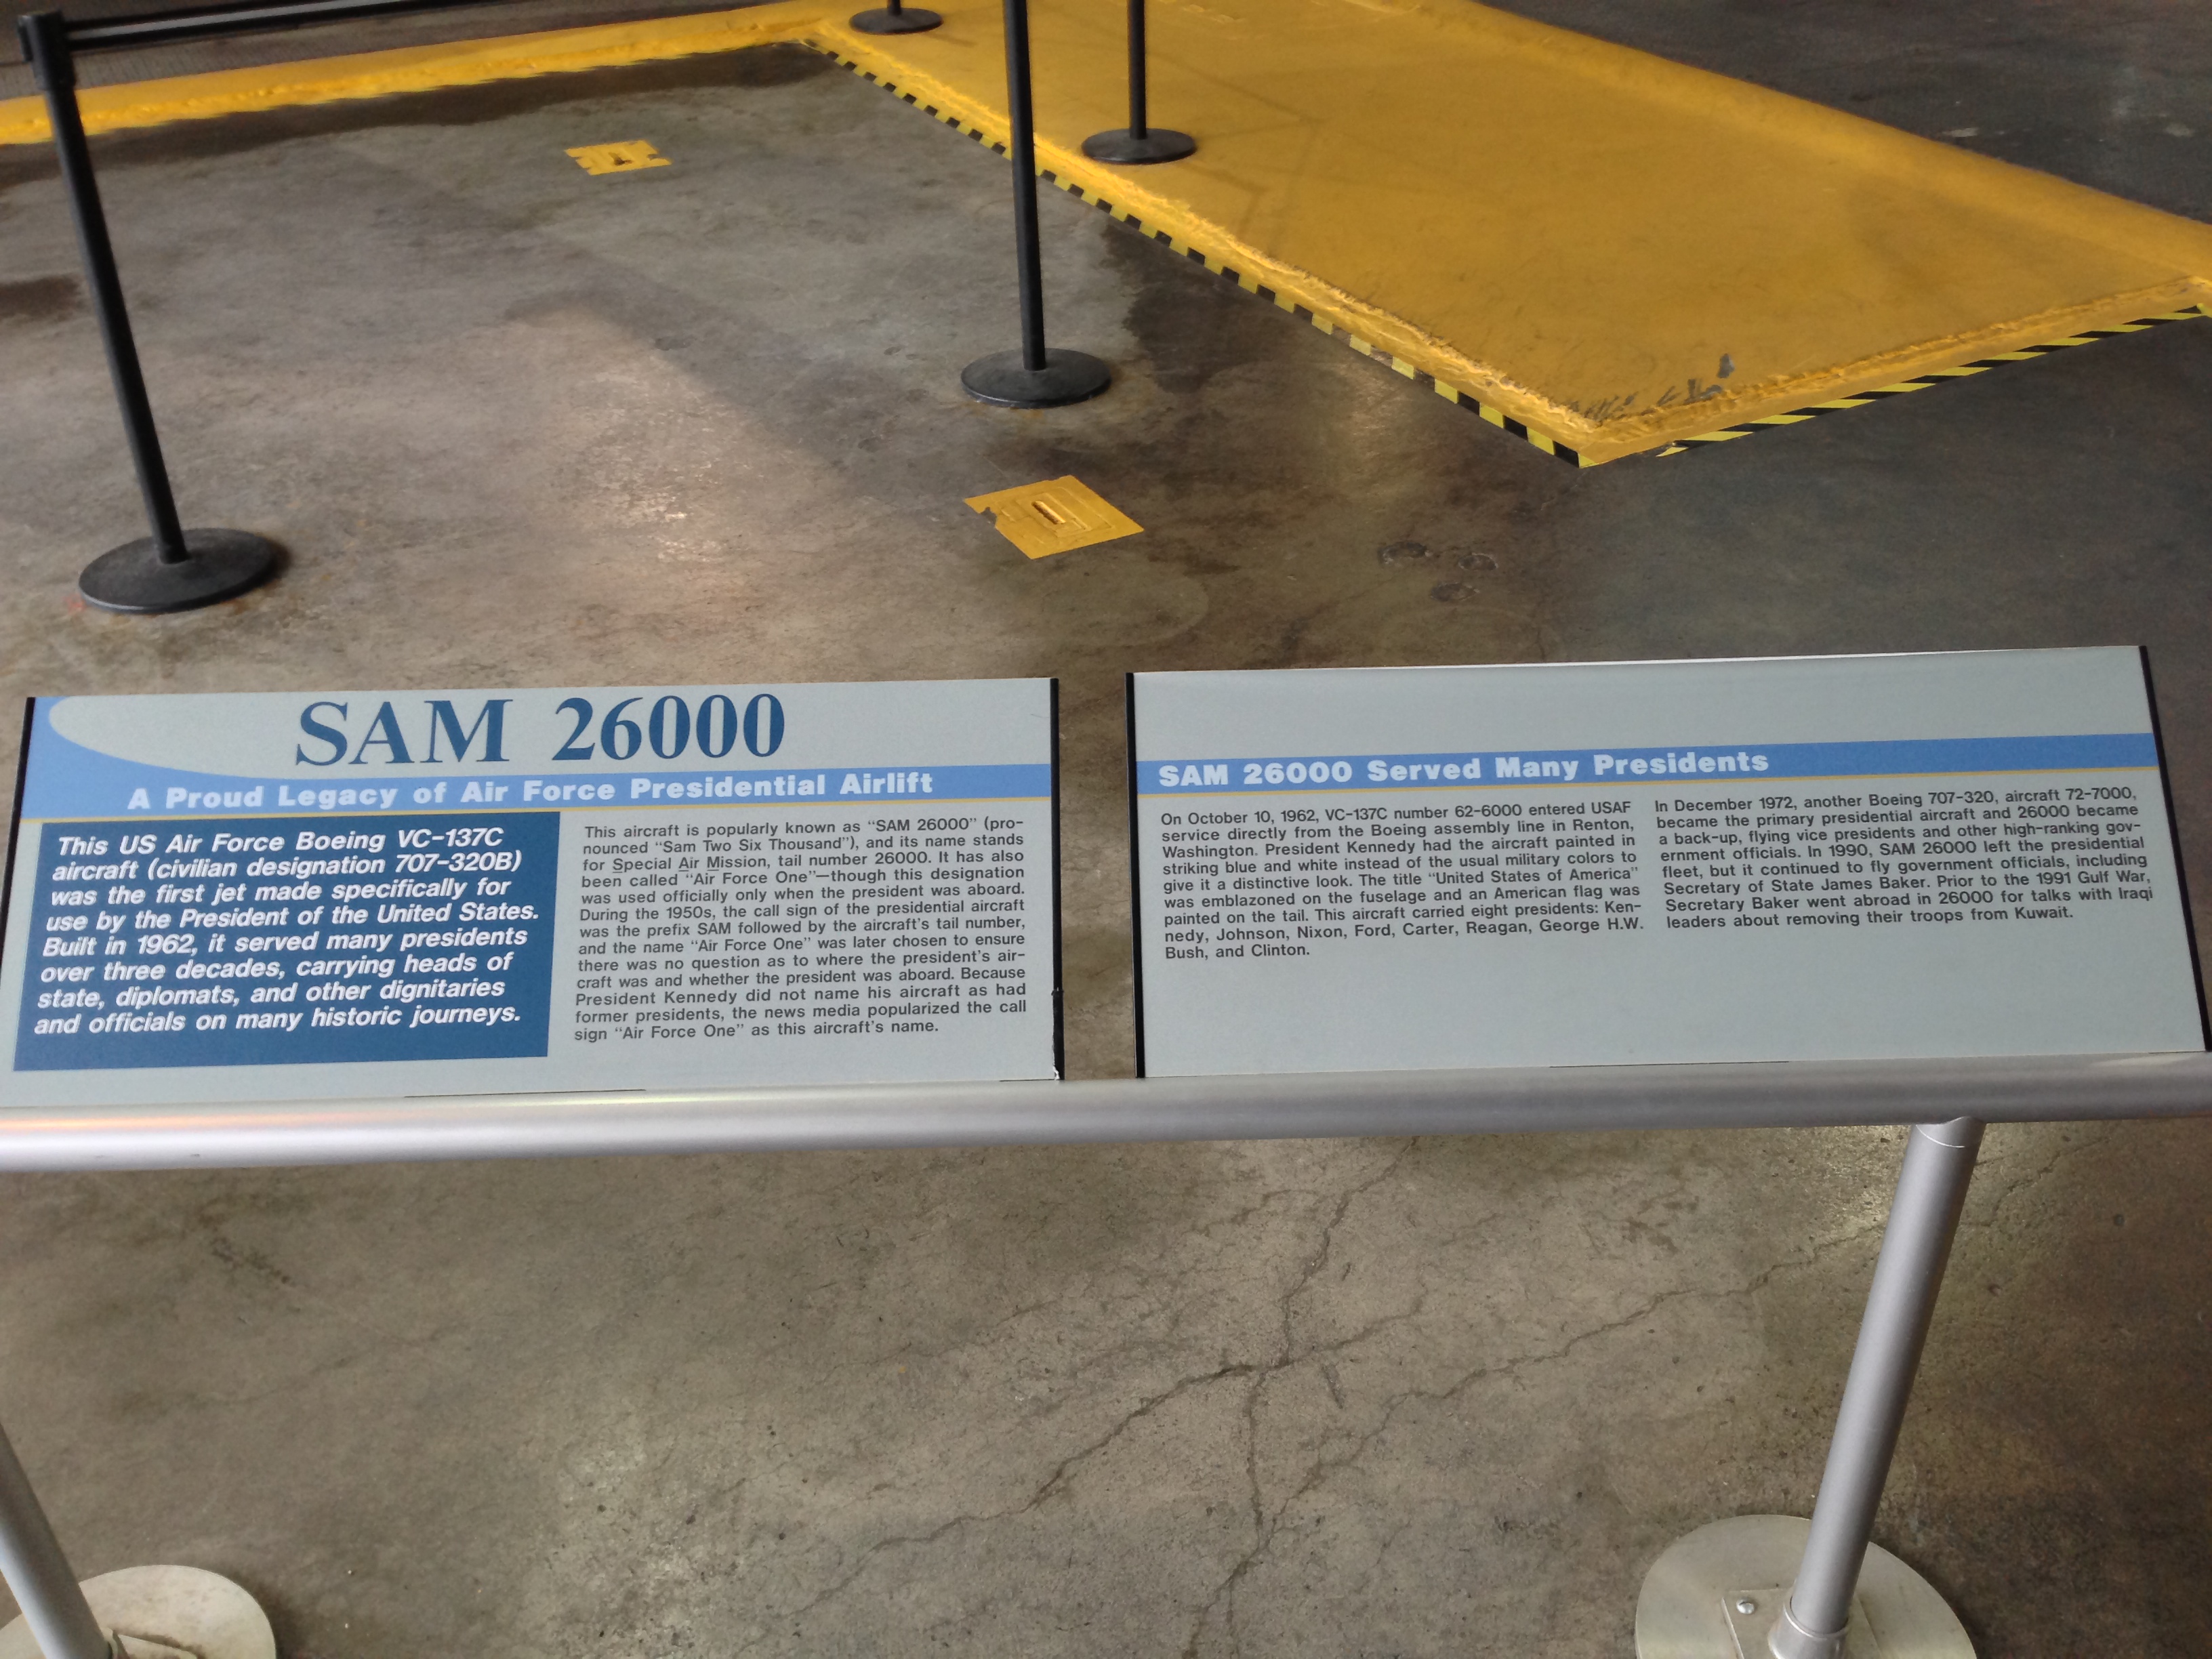 SAM 26000
A Proud Legacy of Air Force Presidential Airlift
This US Air Force Boeing VC-137C
aircraft (civilian designation 707-320B)
was the first jet made specifically for
use by the President of the United States.
Built in 1962, it served many presidents
over three decades, carrying heads of
state, diplomats, and other dignitaries
and officials on many historic journeys.
This aircraft is popularly known as “SAM 26000” (pro-
nounced “Sam Two Six Thousand”), and its name stands
for Special Air Mission, tail number 26000. It has also
been called “Air Force One”—though this designation
was used officially only when the president was aboard.
During the 1950s, the call sign of the presidential aircraft
was the prefix SAM followed by the aircraft's tail number,
and the name “Air Force One” was later chosen to ensure
there was no question as to where the president's air-
craft was and whether the president was aboard. Because
President Kennedy did not name his aircraft as had
former presidents, the news media popularized the call
sign “Air Force One” as this aircraft's name.
SAM 26000 Served Many Presidents
On October 10, 1962, VC-137C number 62-6000 entered USAF
service directly from the Boeing assembly line in Renton,
Washington. President Kennedy had the aircraft painted in
striking blue and white instead of the usual military colors to
give it a distinctive look. The title “United States of America”
was emblazoned on the fuselage and an American flag was
painted on the tail. This aircraft carried eight presidents: Ken-
nedy, Johnson, Nixon, Ford, Carter, Reagan, George H.W.
Bush, and Clinton.
In December 1972, another Boeing 707-320, aircraft 72-7000,
became the primary presidential aircraft and 26000 became
a back-up, flying vice presidents and other high-ranking gov-
ernment officials. In 1990, SAM 26000 left the presidential
fleet, but it continued to fly government officials, including
Secretary of State James Baker. Prior to the 1991 Gulf War,
Secretary Baker went abroad in 26000 for talks with Iraqi
leaders about removing their troops from Kuwait.